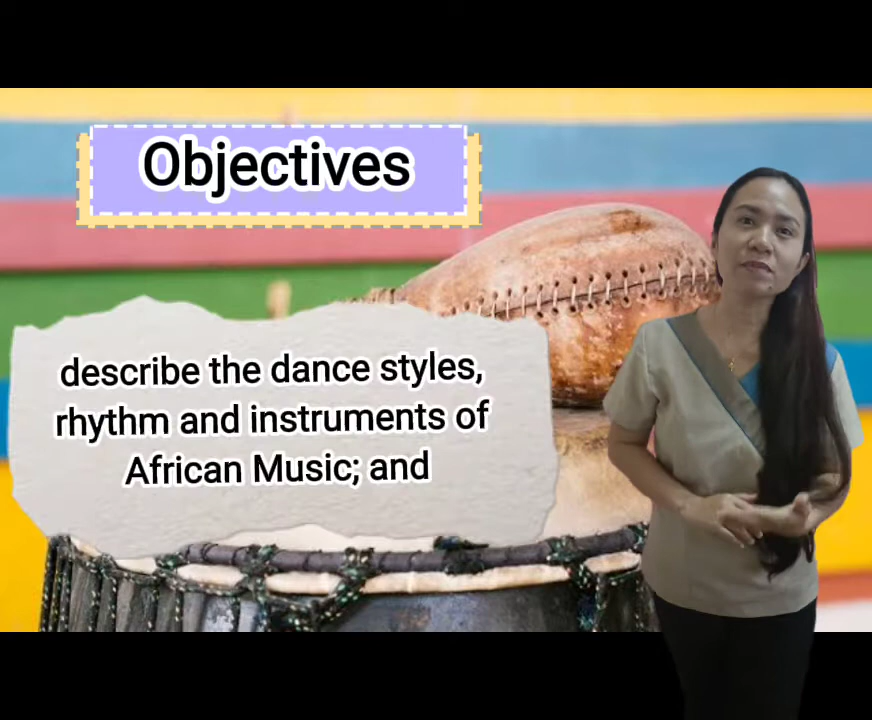 Objectives
describe the dance styles,
rhythm and instruments of
African Music; and